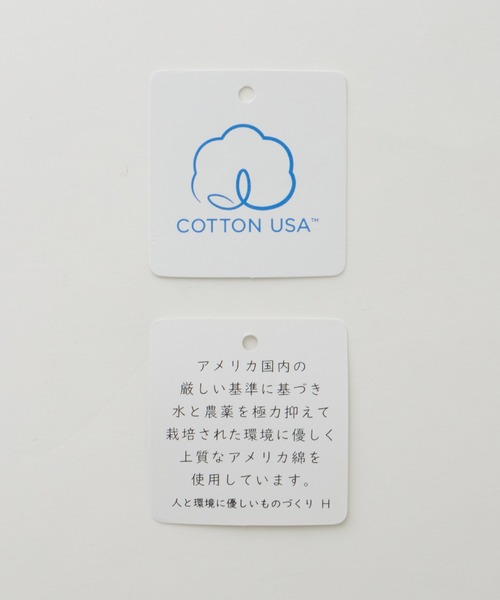 COTTON USA™
アメリカ国内の
厳しい基準に基づき
水と農薬を極力抑えて
栽培された環境に優しく
上質なアメリカ綿を
使用しています。
人と環境に優しいものづくり H